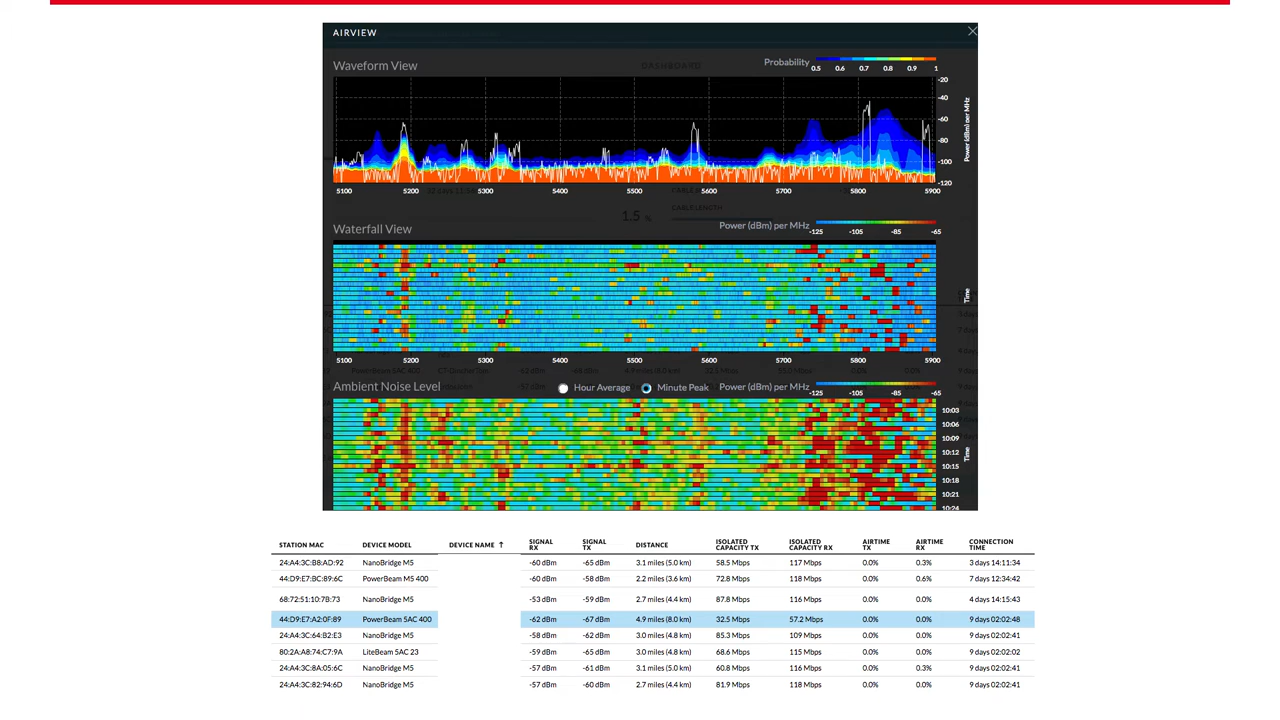 AIRVIEW
DASHBOARD
Waveform View
Probability
0.5 0.6 0.7 0.8 0.9 1
-20
-40
-60
-80
-100
-120
Power (dBm) per MHz
5100 5200 5300 5400 5500 5600 5700 5800 5900
CABLE LENGTH
1.5 %
Waterfall View
Power (dBm) per MHz
-125 -105 -85 -65
Time
5100 5200 5300 5400 5500 5600 5700 5800 5900
Ambient Noise Level
Hour Average Minute Peak
Power (dBm) per MHz
-125 -105 -85 -65
10:03
10:06
10:09
10:12
10:15
10:18
10:21
10:24
Time
STATION MAC DEVICE MODEL DEVICE NAME ↑ SIGNAL RX SIGNAL TX DISTANCE ISOLATED CAPACITY TX ISOLATED CAPACITY RX AIRTIME TX AIRTIME RX CONNECTION TIME
24:A4:3C:B8:AD:92 NanoBridge M5 -60 dBm -65 dBm 3.1 miles (5.0 km) 58.5 Mbps 117 Mbps 0.0% 0.3% 3 days 14:11:34
44:D9:E7:BC:89:6C PowerBeam M5 400 -60 dBm -58 dBm 2.2 miles (3.6 km) 72.8 Mbps 118 Mbps 0.0% 0.6% 7 days 12:34:42
68:72:51:10:7B:73 NanoBridge M5 -53 dBm -59 dBm 2.7 miles (4.4 km) 87.8 Mbps 116 Mbps 0.0% 0.0% 4 days 14:15:43
44:D9:E7:A2:0F:89 PowerBeam 5AC 400 -62 dBm -67 dBm 4.9 miles (8.0 km) 32.5 Mbps 57.2 Mbps 0.0% 0.0% 9 days 02:02:48
24:A4:3C:64:B2:E3 NanoBridge M5 -58 dBm -62 dBm 3.0 miles (4.8 km) 85.3 Mbps 109 Mbps 0.0% 0.0% 9 days 02:02:41
80:2A:A8:74:C7:9A LiteBeam 5AC 23 -59 dBm -65 dBm 3.0 miles (4.8 km) 68.6 Mbps 115 Mbps 0.0% 0.0% 9 days 02:02:02
24:A4:3C:8A:05:6C NanoBridge M5 -57 dBm -61 dBm 3.1 miles (5.0 km) 60.8 Mbps 116 Mbps 0.0% 0.3% 9 days 02:02:41
24:A4:3C:82:94:6D NanoBridge M5 -57 dBm -60 dBm 2.7 miles (4.4 km) 81.9 Mbps 118 Mbps 0.0% 0.0% 9 days 02:02:41